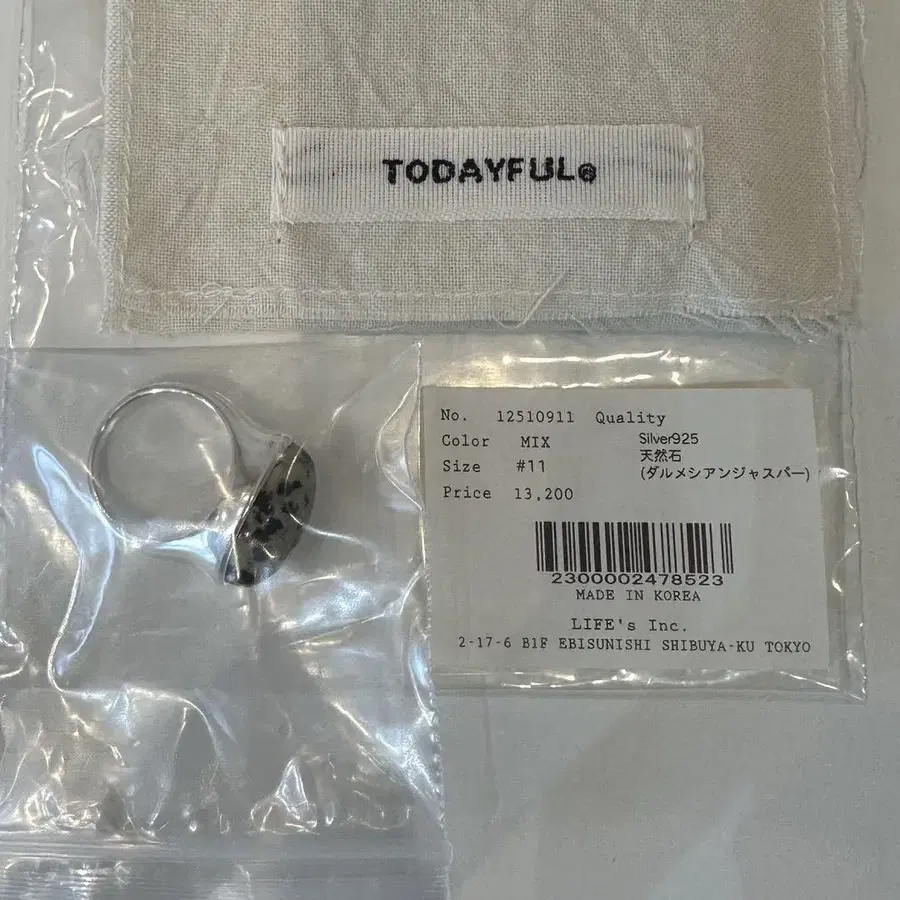 TODAYFUL®
No. 12510911 Quality
Color MIX Silver925
天然石
Size #11 (ダルメシアンジャスパー)
Price 13,200
2300002478523
MADE IN KOREA
LIFE's Inc.
2-17-6 B1F EBISUNISHI SHIBUYA-KU TOKYO